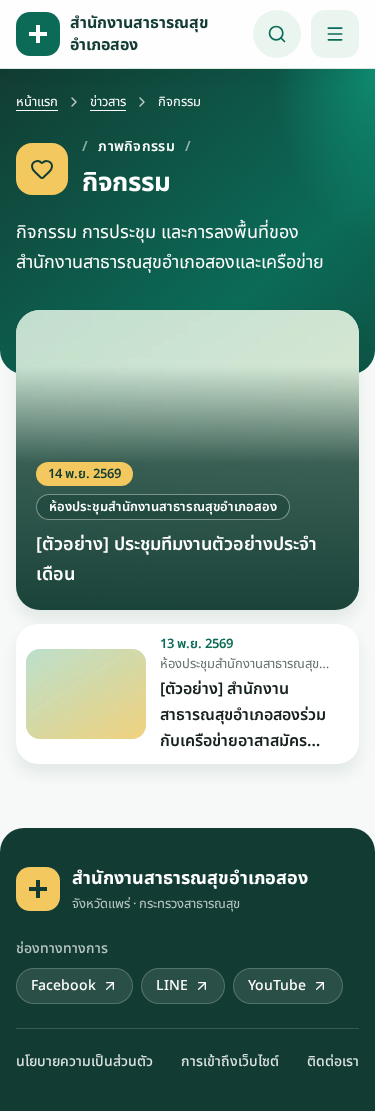 สำนักงานสาธารณสุข
อำเภอสอง
หน้าแรก > ข่าวสาร > กิจกรรม
/ ภาพกิจกรรม /
กิจกรรม
กิจกรรม การประชุม และการลงพื้นที่ของ
สำนักงานสาธารณสุขอำเภอสองและเครือข่าย
14 พ.ย. 2569
ห้องประชุมสำนักงานสาธารณสุขอำเภอสอง
[ตัวอย่าง] ประชุมทีมงานตัวอย่างประจำ
เดือน
13 พ.ย. 2569
ห้องประชุมสำนักงานสาธารณสุข...
[ตัวอย่าง] สำนักงาน
สาธารณสุขอำเภอสองร่วม
กับเครือข่ายอาสาสมัคร...
สำนักงานสาธารณสุขอำเภอสอง
จังหวัดแพร่ · กระทรวงสาธารณสุข
ช่องทางทางการ
Facebook LINE YouTube
นโยบายความเป็นส่วนตัว การเข้าถึงเว็บไซต์ ติดต่อเรา